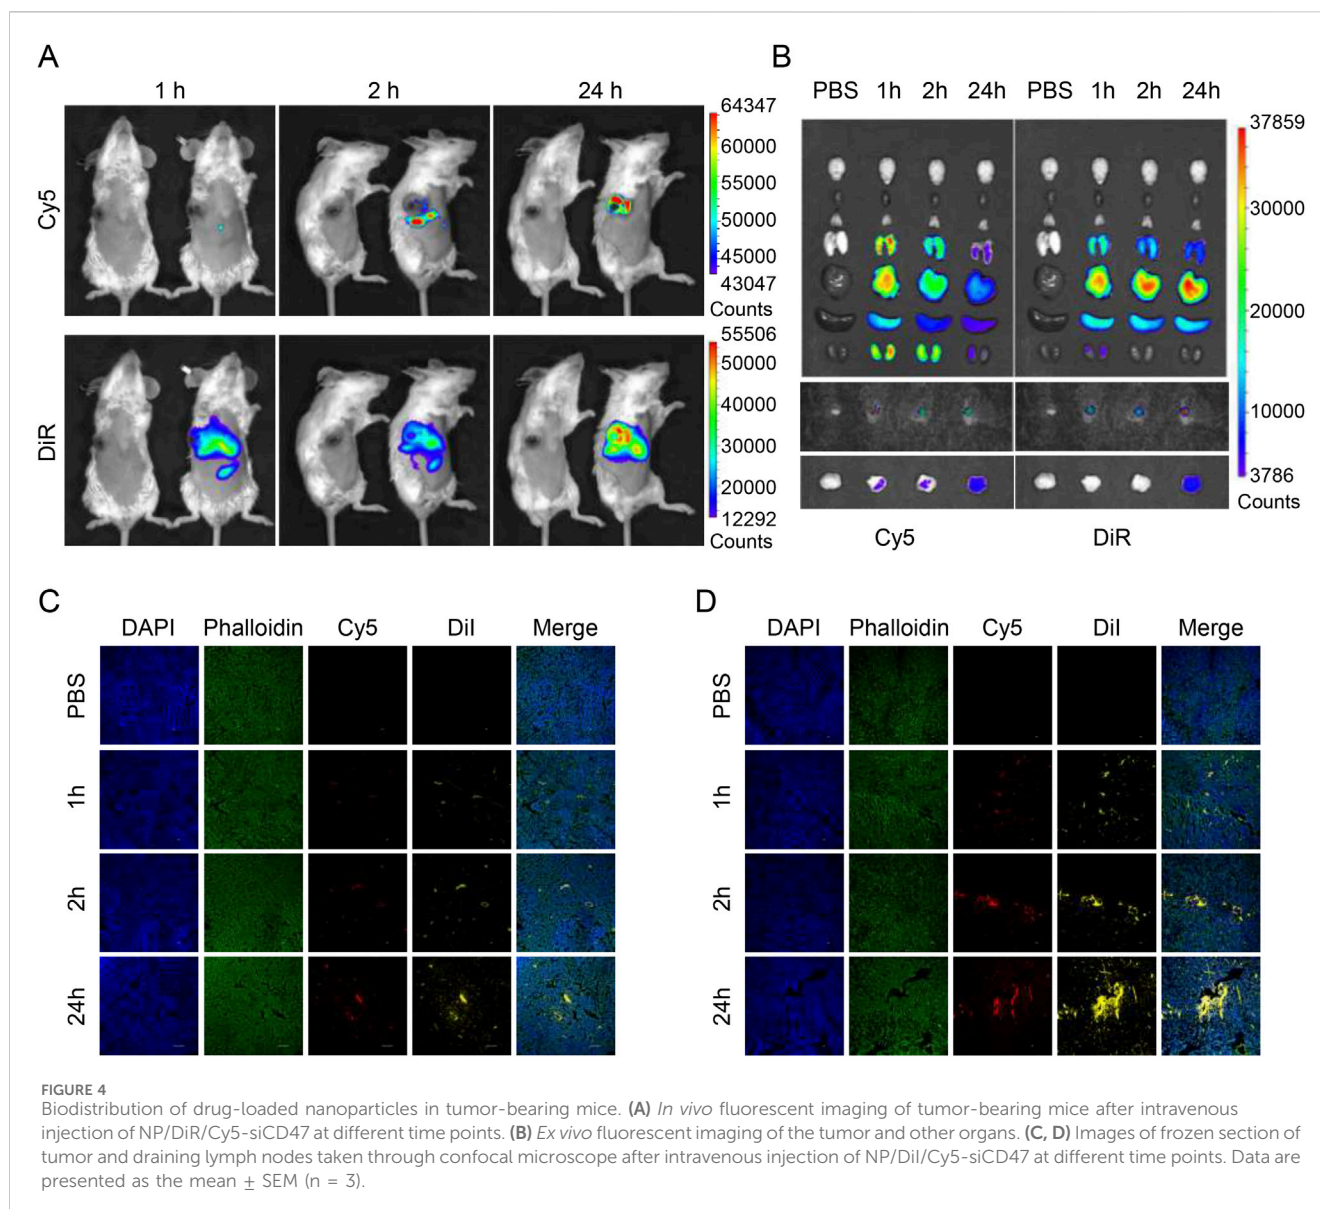 A
1 h 2 h 24 h
Cy5
64347
60000
55000
50000
45000
43047
Counts
DiR
55506
50000
40000
30000
20000
12292
Counts
B
PBS 1h 2h 24h PBS 1h 2h 24h
37859
30000
20000
10000
3786
Counts
Cy5 DiR
C
DAPI Phalloidin Cy5 DiI Merge
PBS
1h
2h
24h
D
DAPI Phalloidin Cy5 DiI Merge
PBS
1h
2h
24h
FIGURE 4
Biodistribution of drug-loaded nanoparticles in tumor-bearing mice. (A) In vivo fluorescent imaging of tumor-bearing mice after intravenous
injection of NP/DiR/Cy5-siCD47 at different time points. (B) Ex vivo fluorescent imaging of the tumor and other organs. (C, D) Images of frozen section of
tumor and draining lymph nodes taken through confocal microscope after intravenous injection of NP/DiI/Cy5-siCD47 at different time points. Data are
presented as the mean ± SEM (n = 3).